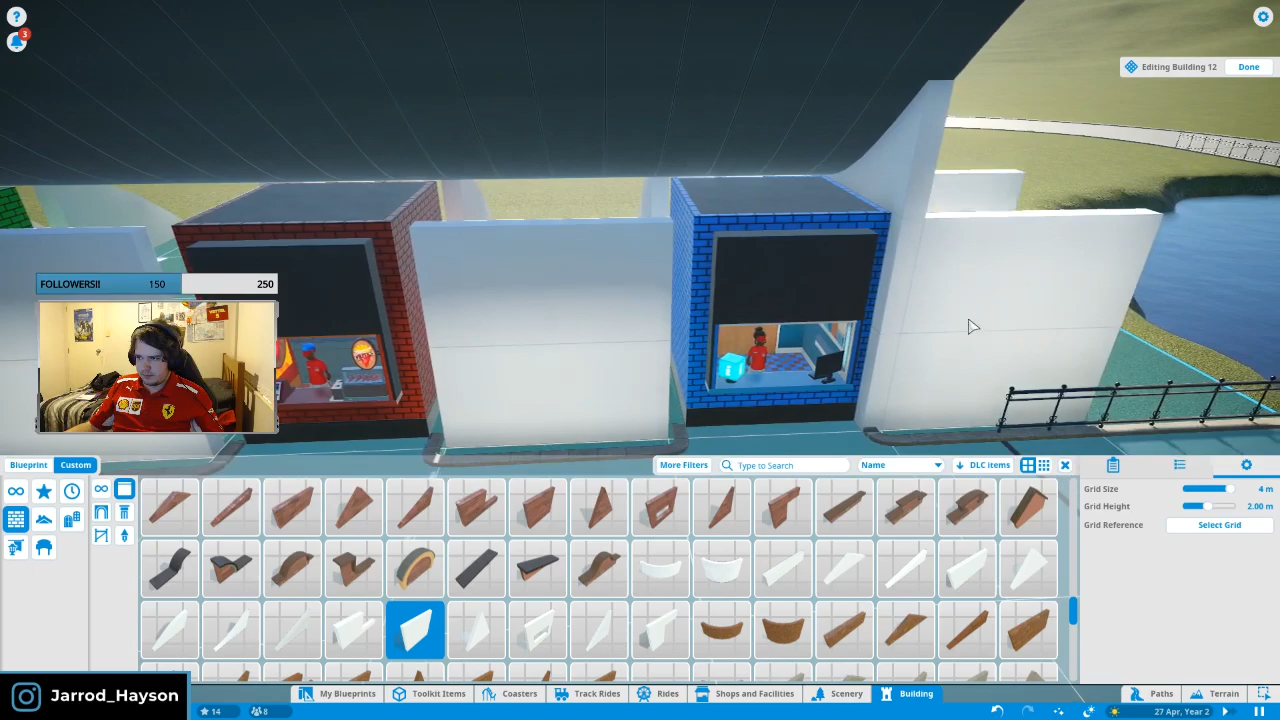 ?
3
Editing Building 12 Done
FOLLOWERS!! 150 250
Blueprint Custom More Filters Type to Search Name DLC items
Grid Size 4 m
Grid Height 2.00 m
Grid Reference Select Grid
Jarrod_Hayson
My Blueprints Toolkit Items Coasters Track Rides Rides Shops and Facilities Scenery Building Paths Terrain
14 8 27 Apr, Year 2